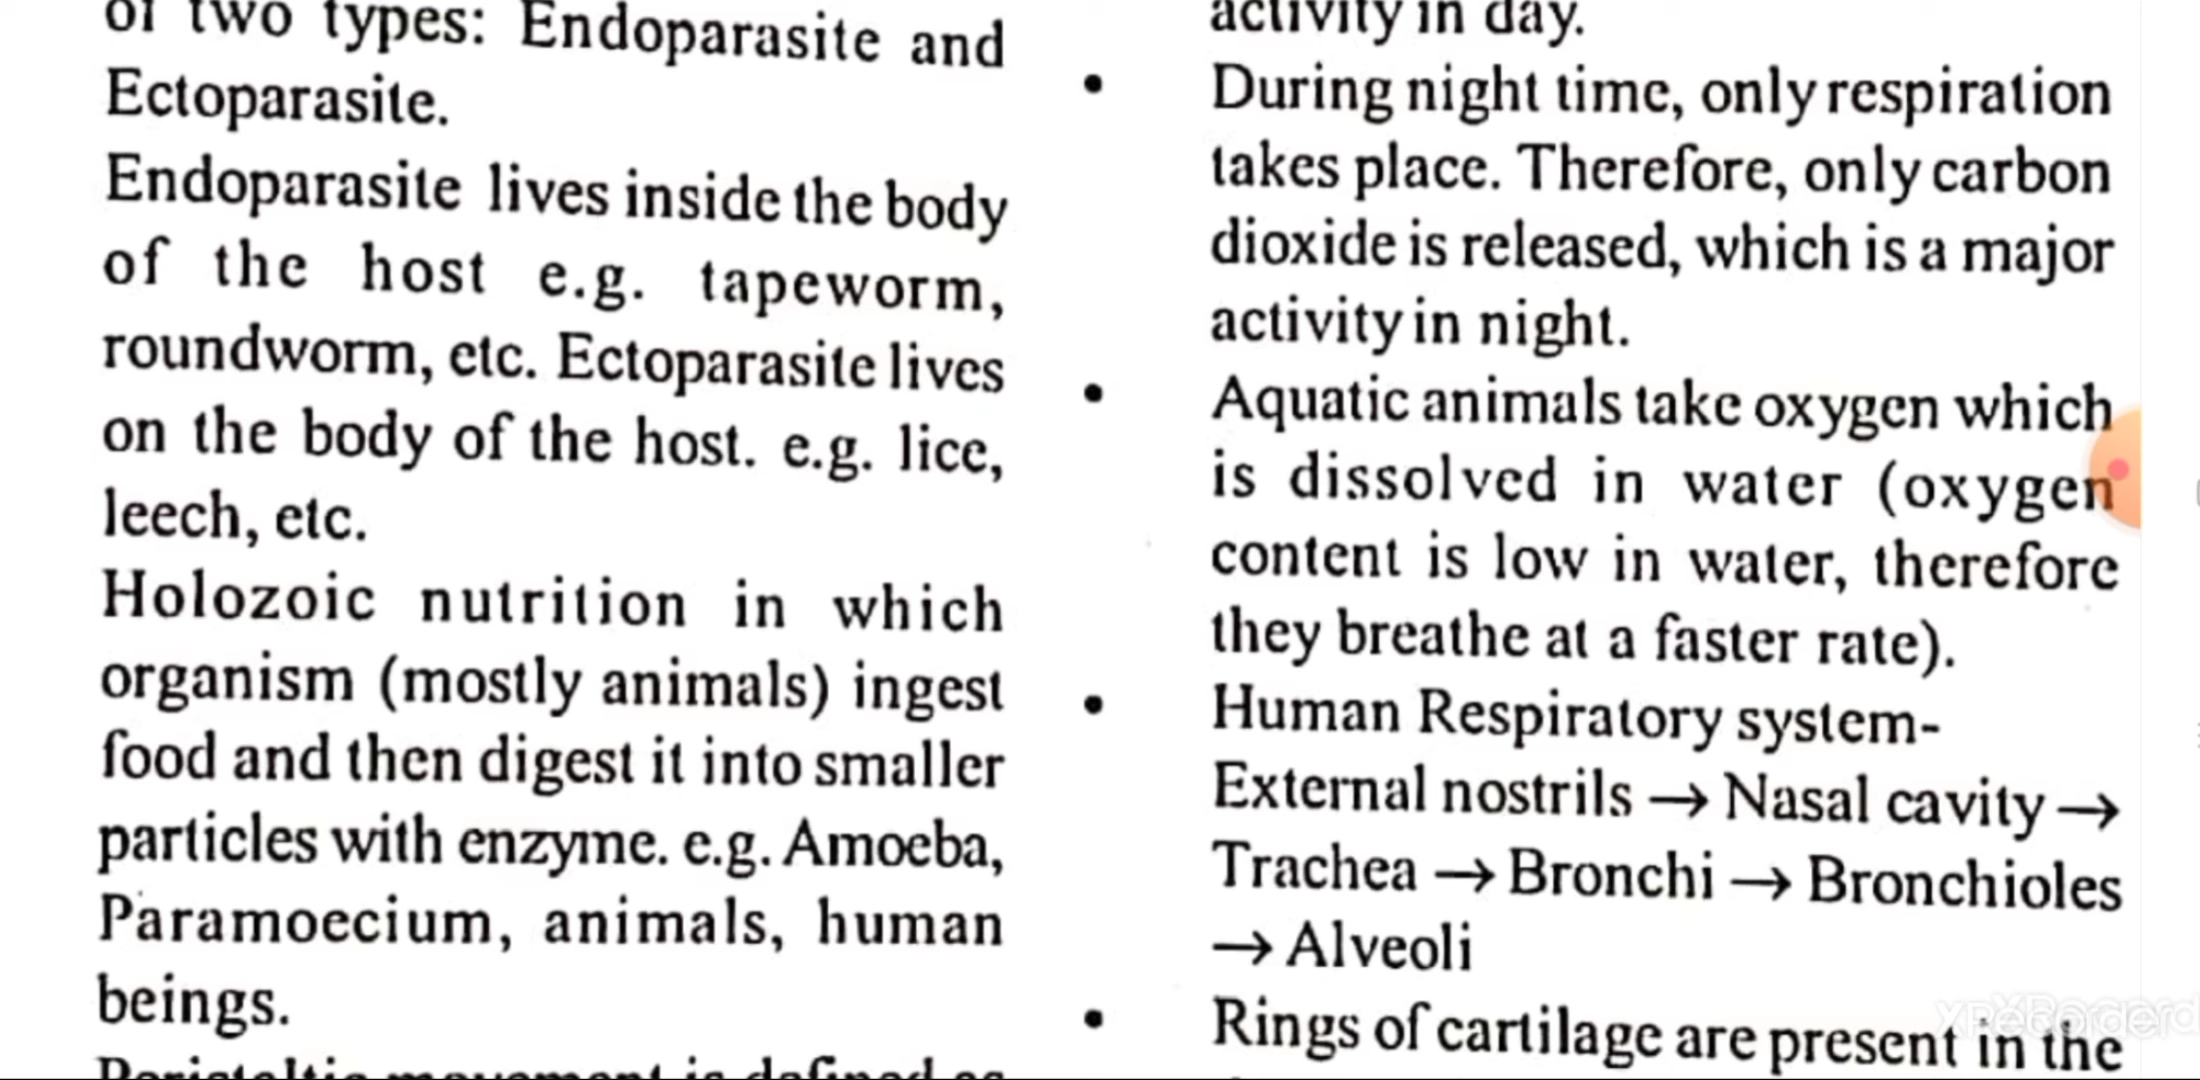 of two types: Endoparasite and
Ectoparasite.
Endoparasite lives inside the body
of the host e.g. tapeworm,
roundworm, etc. Ectoparasite lives
on the body of the host. e.g. lice,
leech, etc.
Holozoic nutrition in which
organism (mostly animals) ingest
food and then digest it into smaller
particles with enzyme. e.g. Amoeba,
Paramoecium, animals, human
beings.
Peristaltic movement is defined as
activity in day.
• During night time, only respiration
takes place. Therefore, only carbon
dioxide is released, which is a major
activity in night.
• Aquatic animals take oxygen which
is dissolved in water (oxygen
content is low in water, therefore
they breathe at a faster rate).
• Human Respiratory system-
External nostrils → Nasal cavity →
Trachea → Bronchi → Bronchioles
→ Alveoli
• Rings of cartilage are present in the